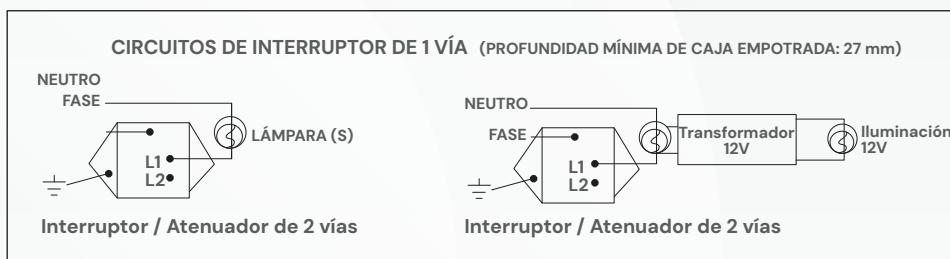 CIRCUITOS DE INTERRUPTOR DE 1 VÍA (PROFUNDIDAD MÍNIMA DE CAJA EMPOTRADA: 27 mm)
NEUTRO
FASE
LÁMPARA (S)
L1
L2
Interruptor / Atenuador de 2 vías
NEUTRO
FASE
Transformador
12V
Iluminación
12V
L1
L2
Interruptor / Atenuador de 2 vías